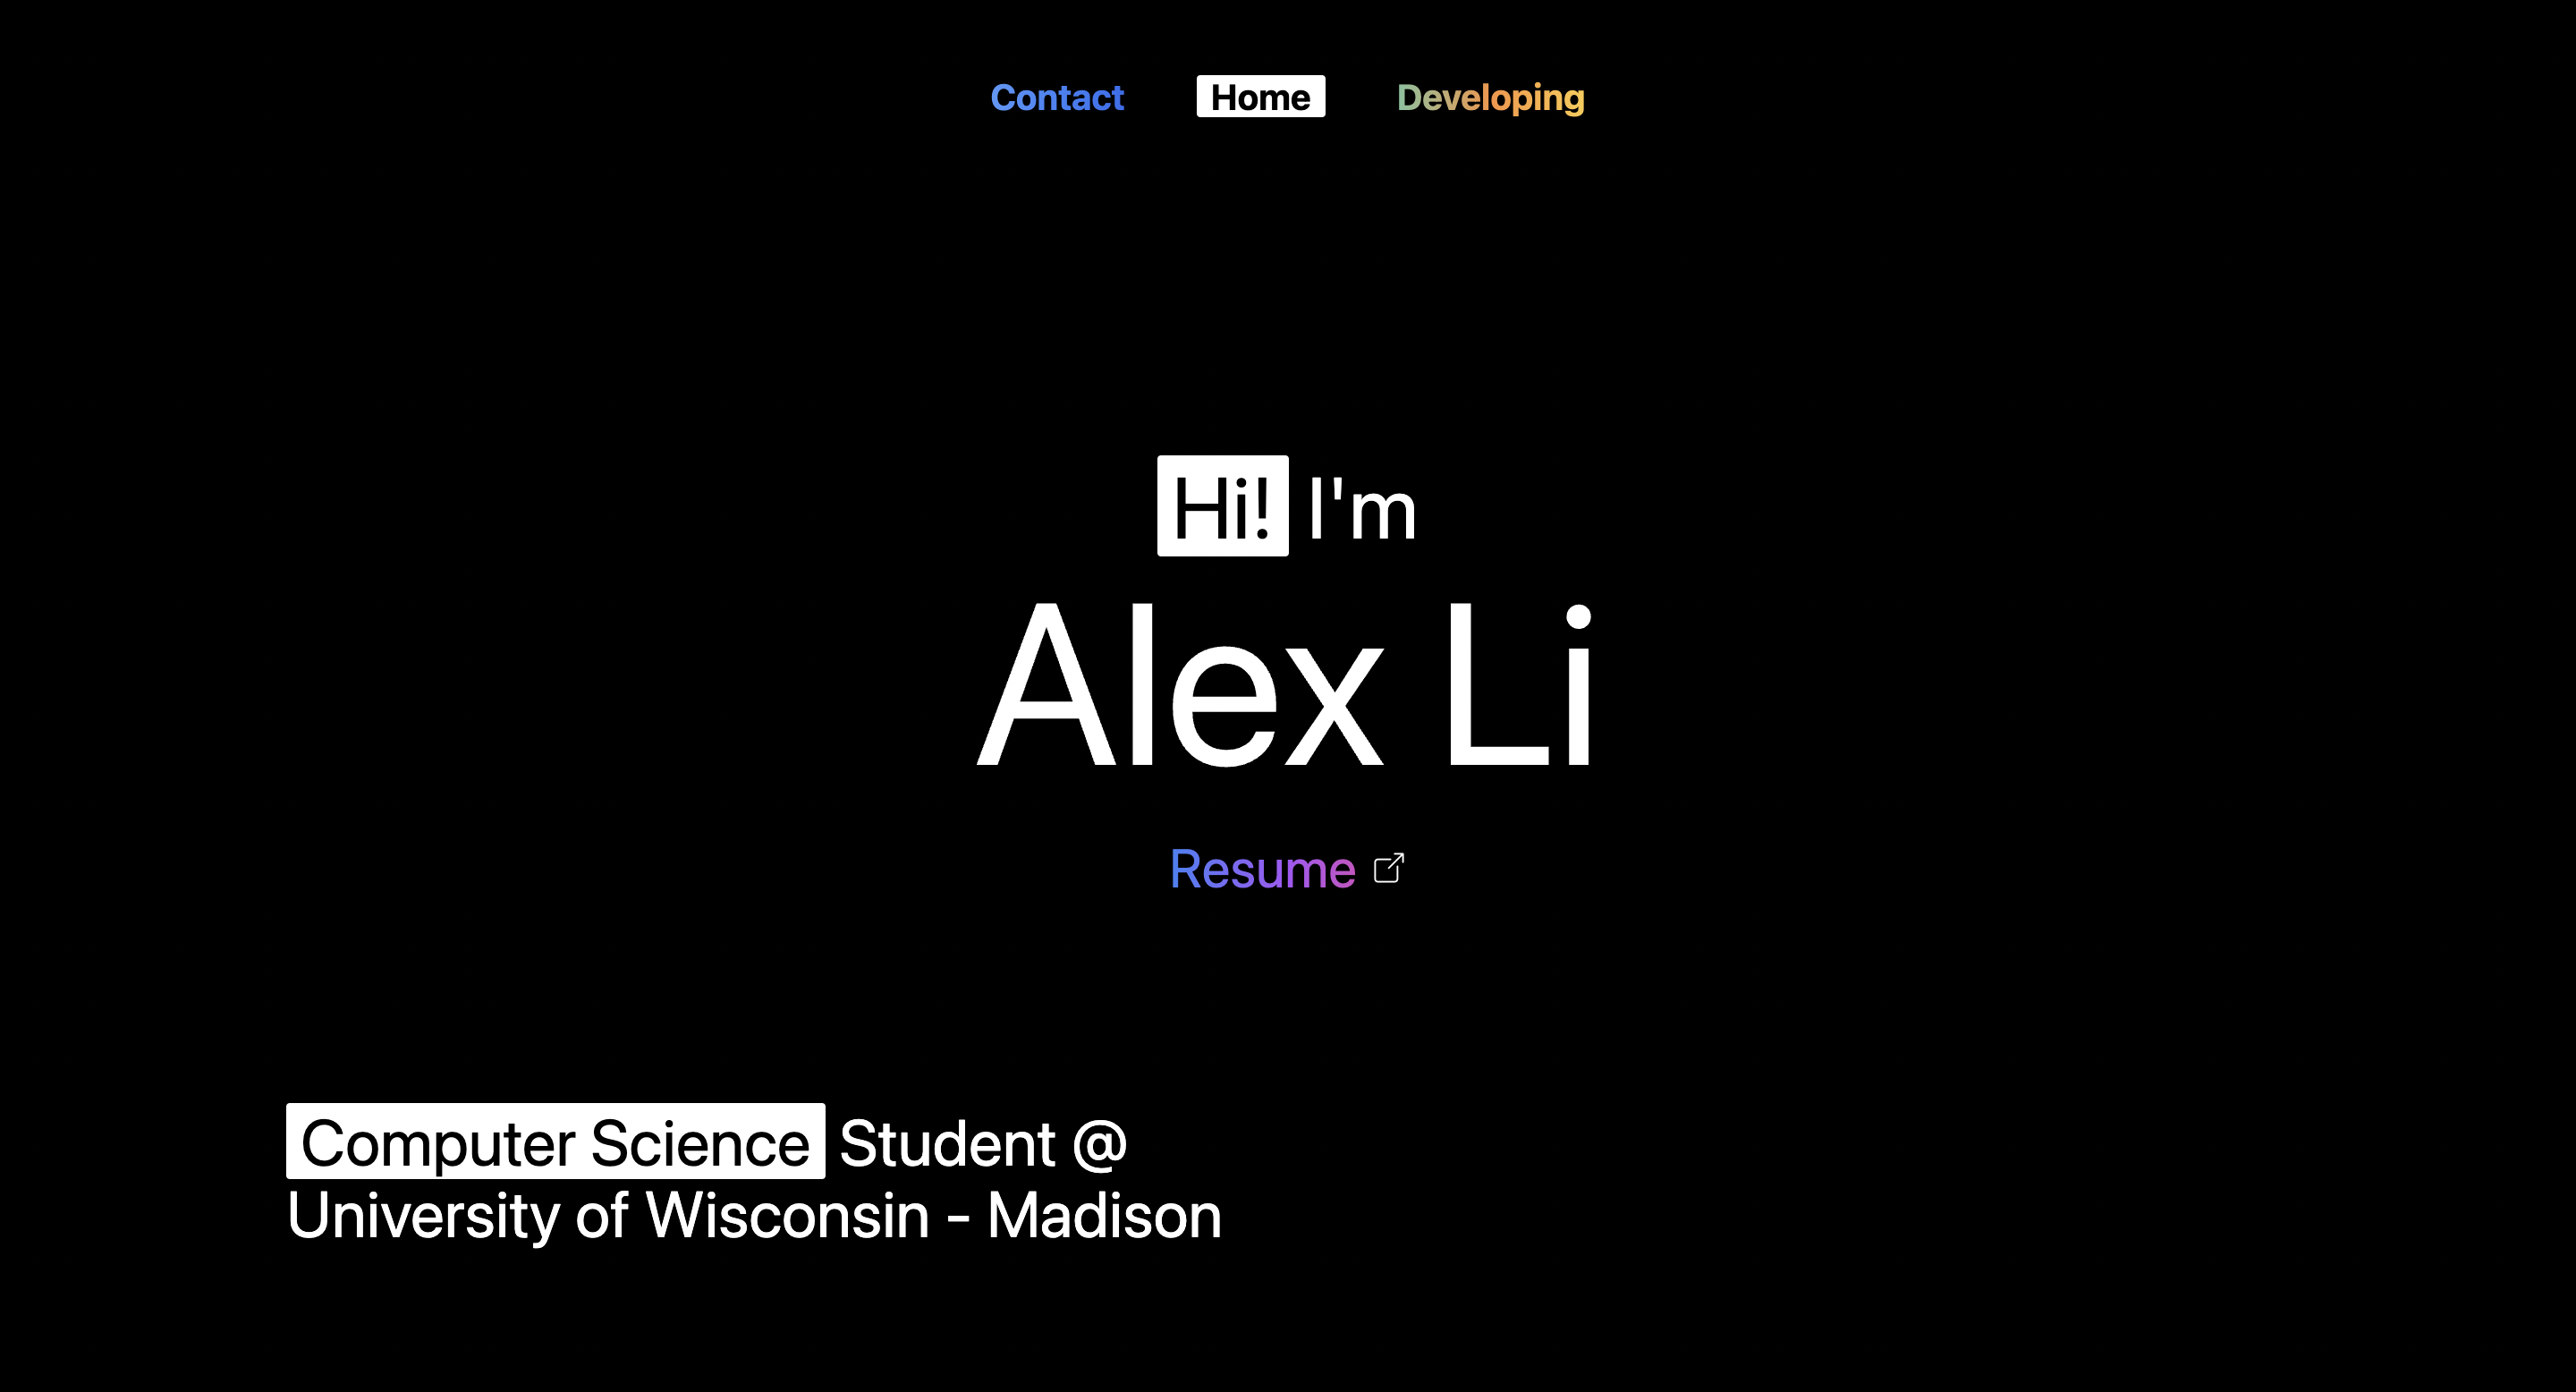 Contact Home Developing
Hi! I'm
Alex Li
Resume
Computer Science Student @
University of Wisconsin - Madison